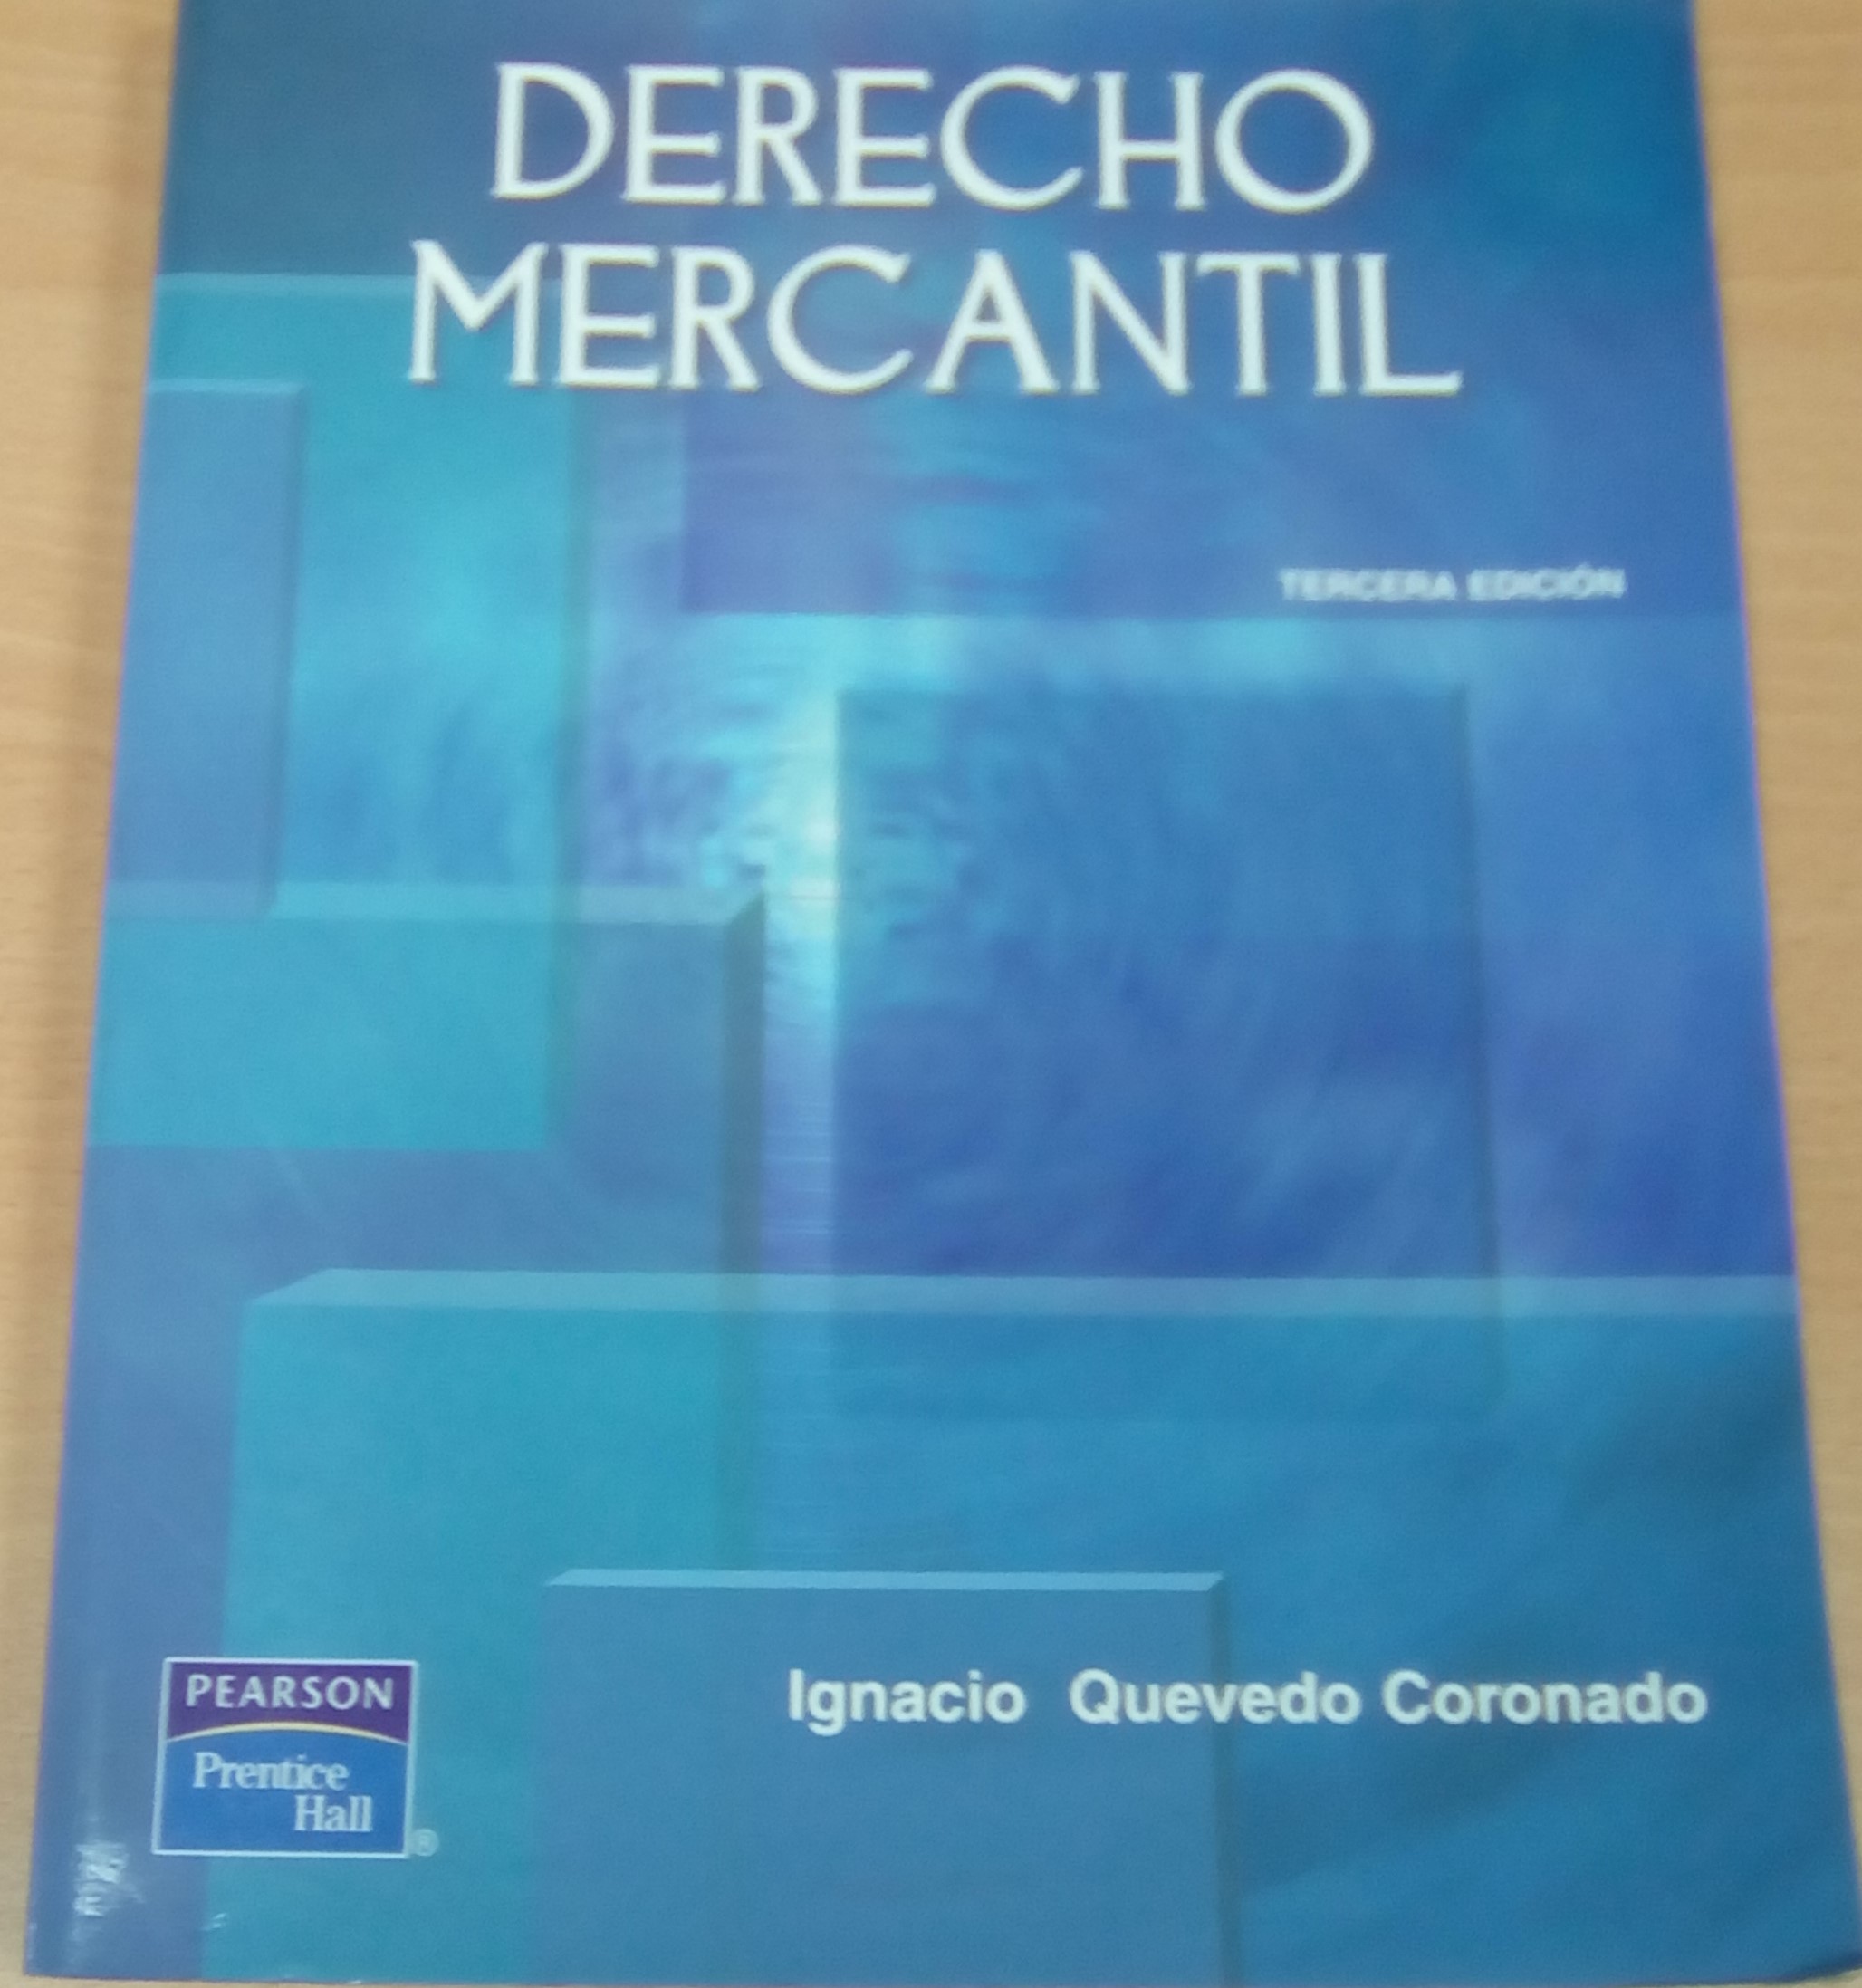 DERECHO
MERCANTIL
TERCERA EDICIÓN
Ignacio Quevedo Coronado
PEARSON
Prentice
Hall
®